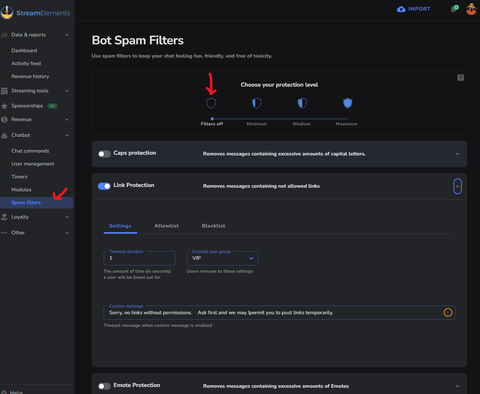 StreamElements
IMPORT
Data & reports
Dashboard
Activity feed
Revenue history
Streaming tools
Sponsorships
Revenue
Chatbot
Chat commands
User management
Timers
Modules
Spam filters
Loyalty
Other
Help
Bot Spam Filters
Use spam filters to keep your chat feeling fun, friendly, and free of toxicity.
?
Choose your protection level
Filters off
Minimum
Medium
Maximum
Caps protection
Removes messages containing excessive amounts of capital letters.
Link Protection
Removes messages containing not allowed links
Settings
Allowlist
Blocklist
Timeout duration
1
The amount of time (in seconds)
a user will be timed out for
Exclude user group
VIP
Users immune to these settings
Custom message
Sorry, no links without permissions. Ask first and we may !permit you to post links temporarily.
Timeout message when custom message is enabled
Emote Protection
Removes messages containing excessive amounts of Emotes